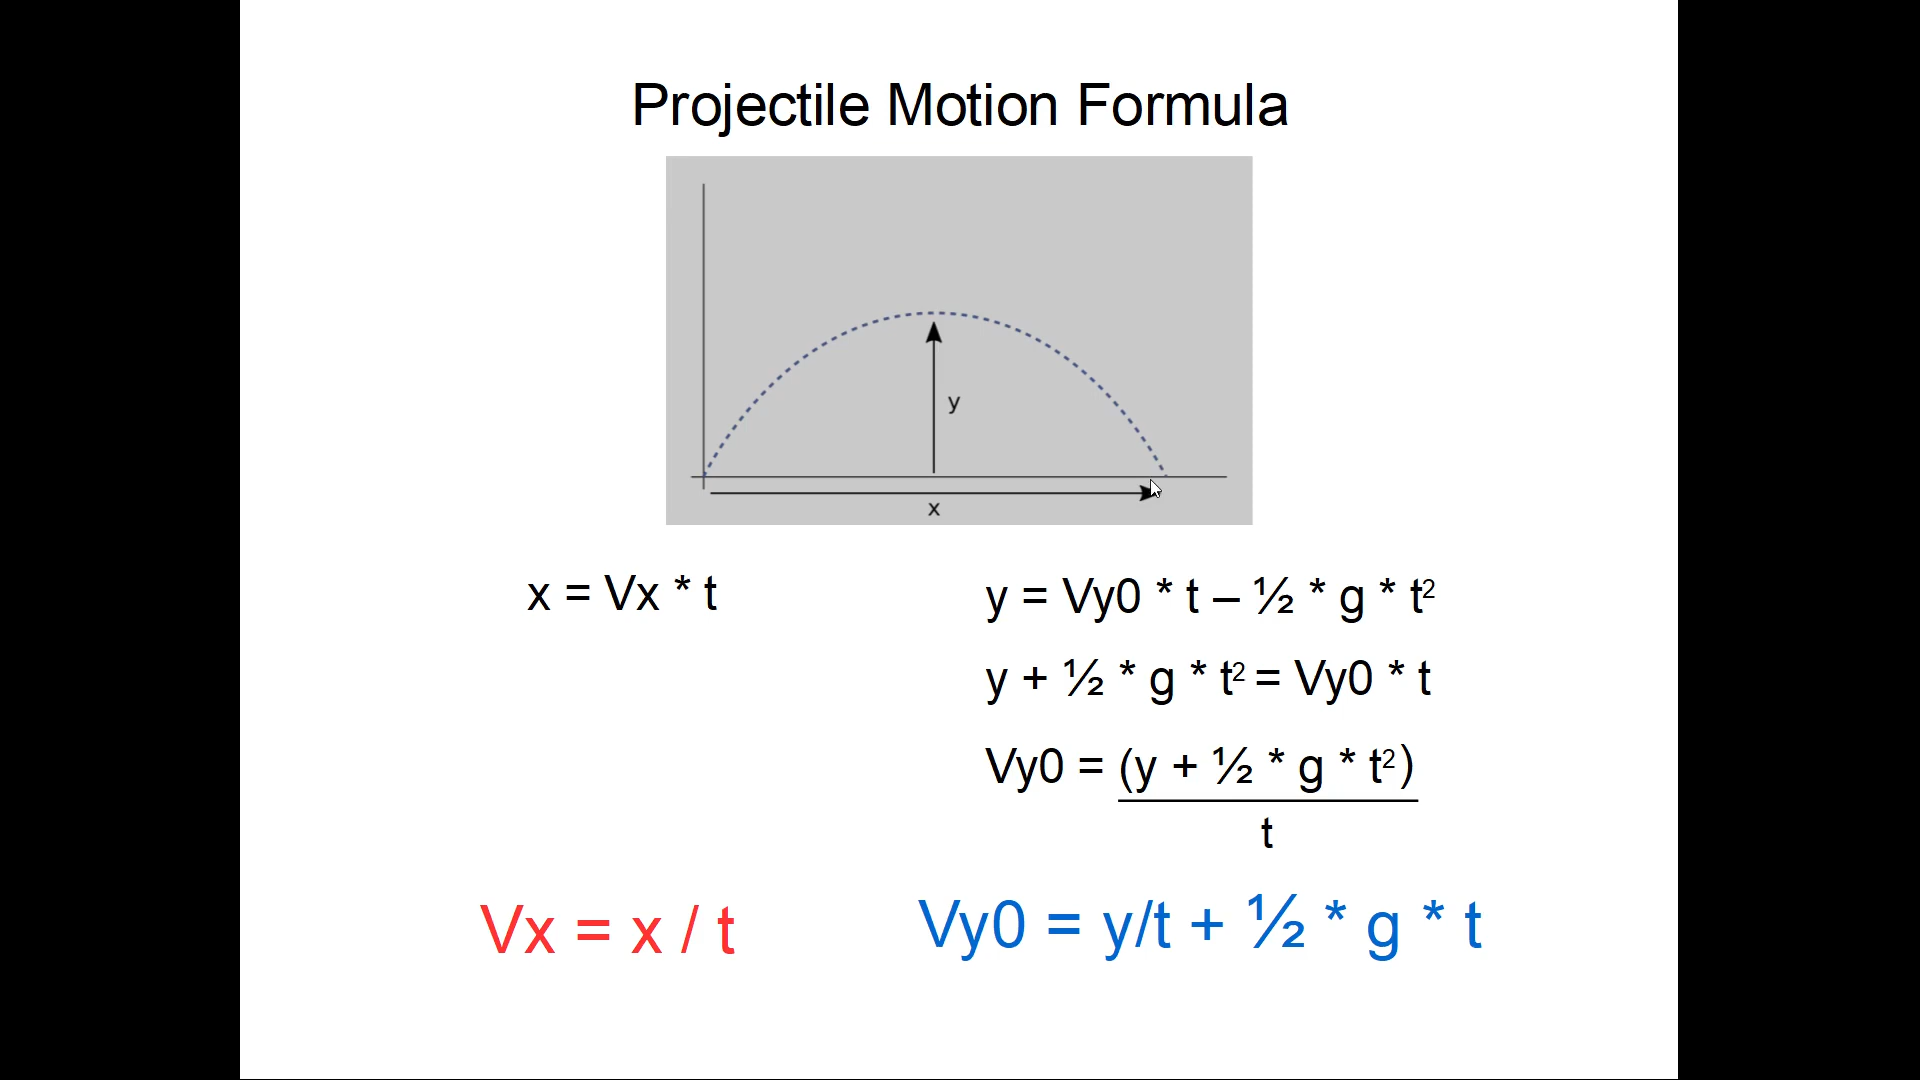 Projectile Motion Formula
y
x
x = Vx * t
y = Vy0 * t – ½ * g * t²
y + ½ * g * t² = Vy0 * t
Vy0 = (y + ½ * g * t²)
t
Vx = x / t
Vy0 = y/t + ½ * g * t